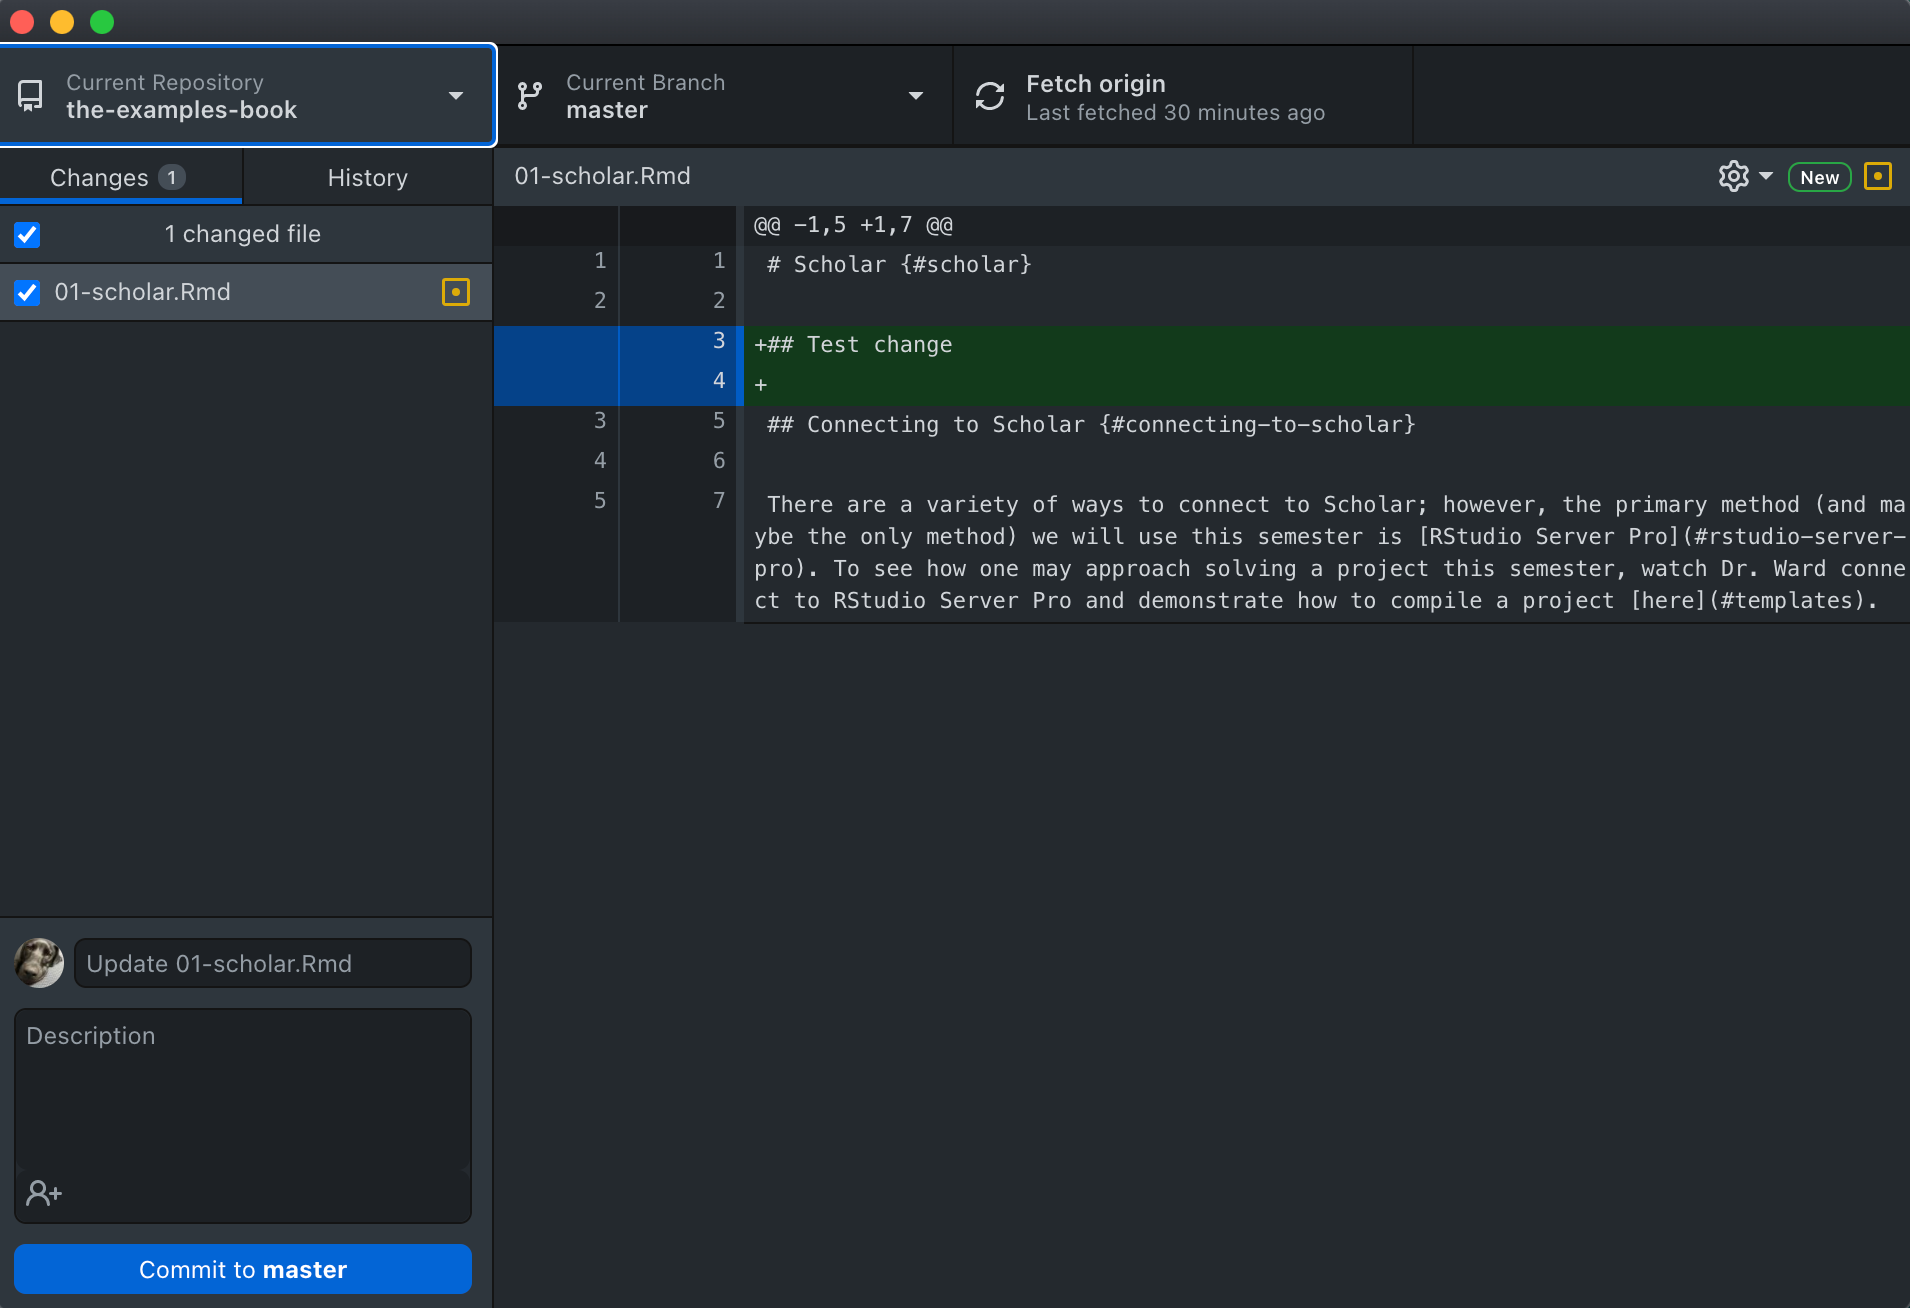 Current Repository
the-examples-book
Current Branch
master
Fetch origin
Last fetched 30 minutes ago
Changes 1
History
1 changed file
01-scholar.Rmd
01-scholar.Rmd
New
@@ -1,5 +1,7 @@
1 1 # Scholar {#scholar}
2 2
3 +## Test change
4 +
3 5 ## Connecting to Scholar {#connecting-to-scholar}
4 6
5 7 There are a variety of ways to connect to Scholar; however, the primary method (and ma
ybe the only method) we will use this semester is [RStudio Server Pro](#rstudio-server-
pro). To see how one may approach solving a project this semester, watch Dr. Ward conne
ct to RStudio Server Pro and demonstrate how to compile a project [here](#templates).
Update 01-scholar.Rmd
Description
Commit to master